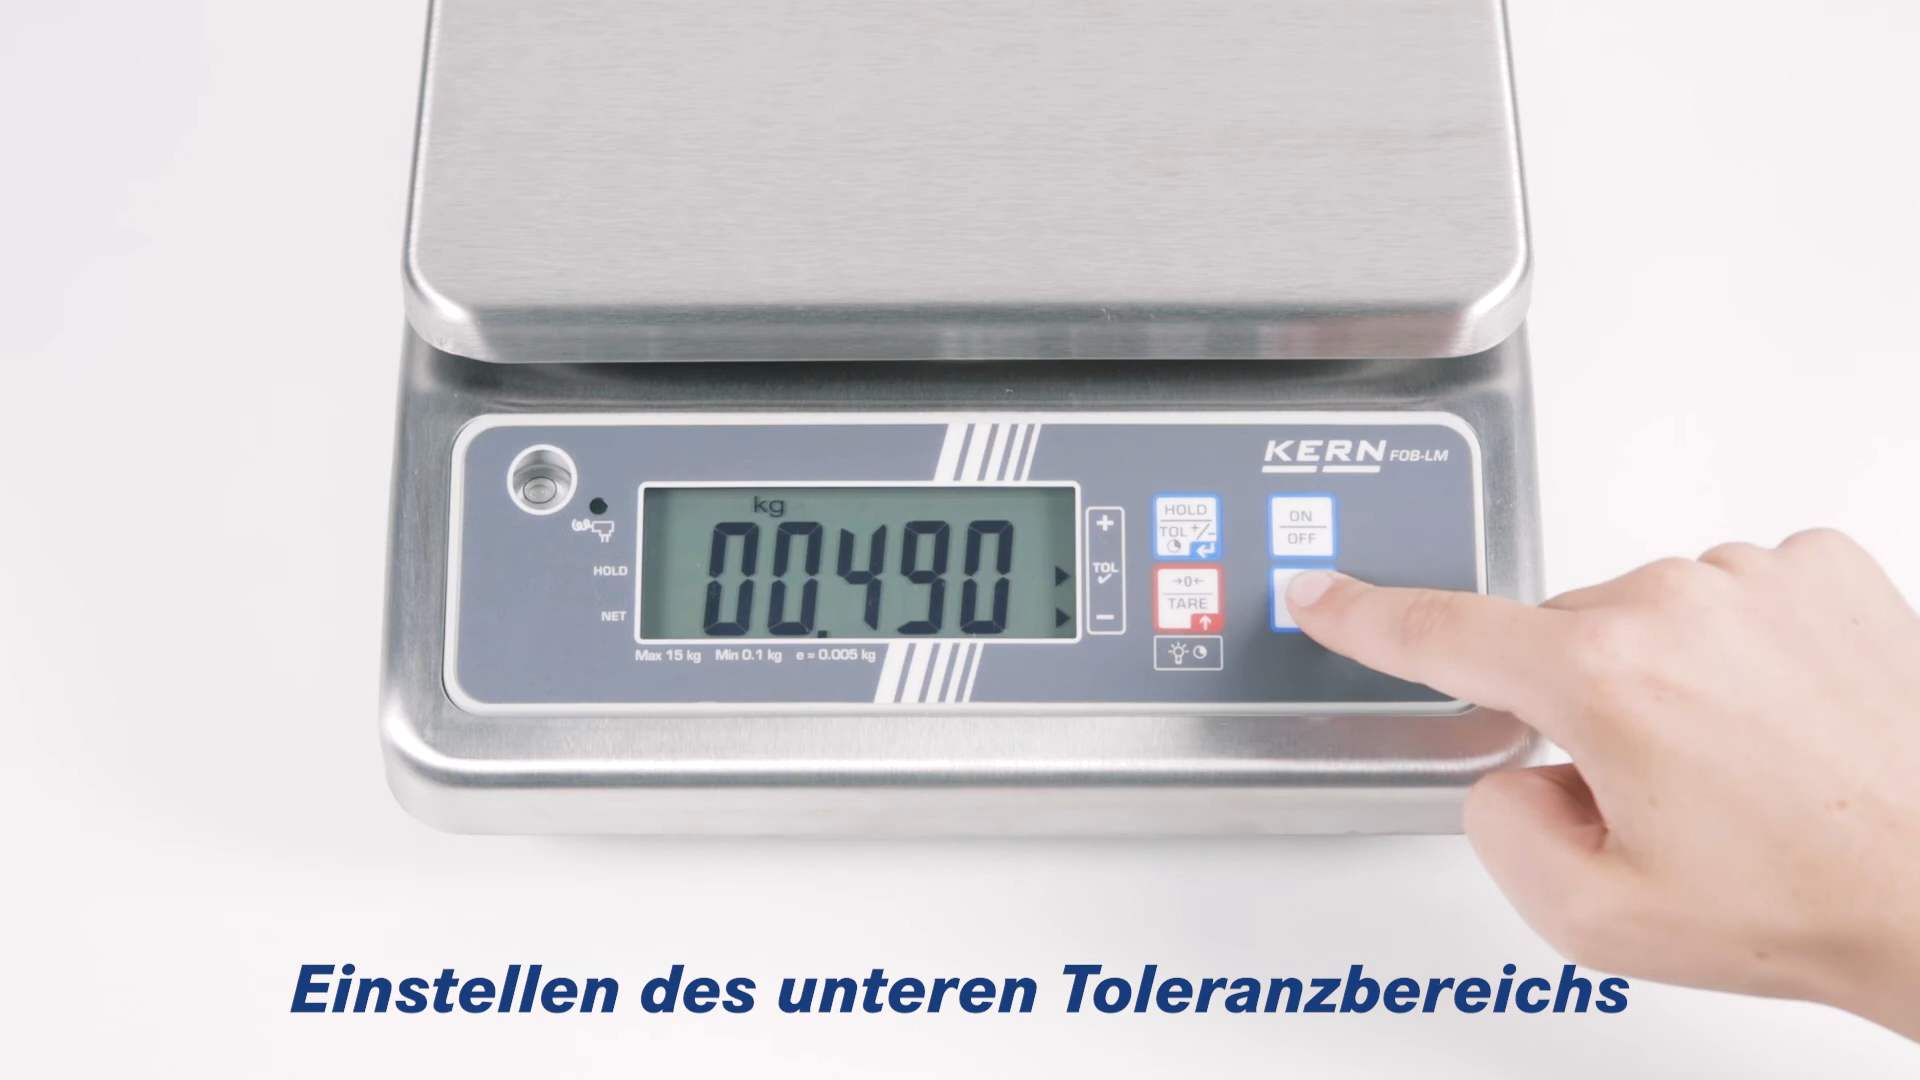 KERN FOB-LM
kg
00.490
HOLD
NET
+
TOL
−
HOLD
TOL +/-
→0←
TARE
ON
OFF
Max 15 kg Min 0.1 kg e = 0.005 kg
Einstellen des unteren Toleranzbereichs